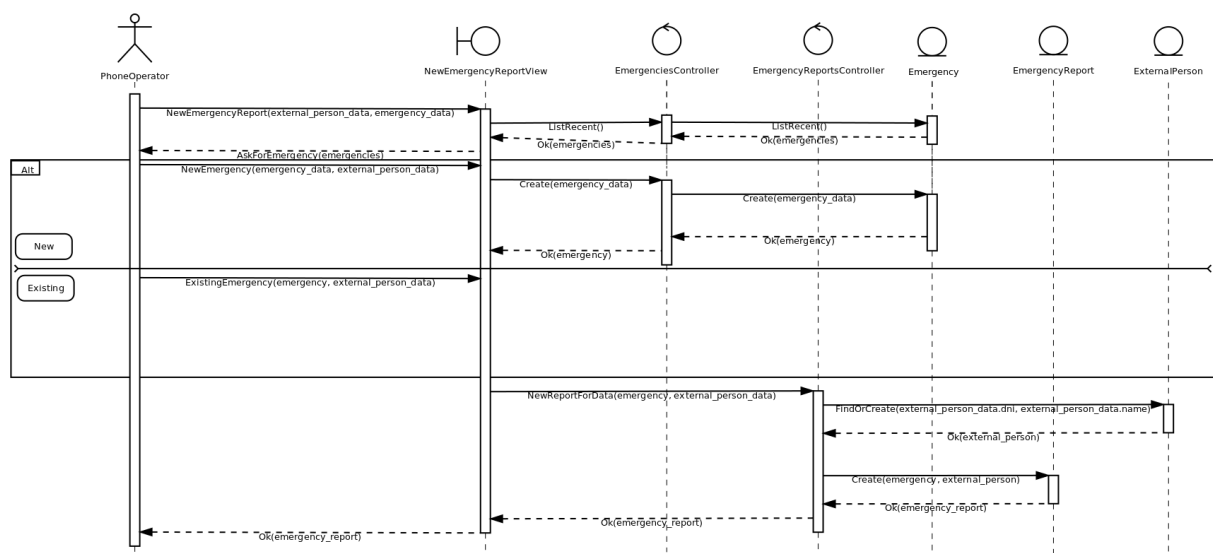 PhoneOperator
NewEmergencyReportView
EmergenciesController
EmergencyReportsController
Emergency
EmergencyReport
ExternalPerson
NewEmergencyReport(external_person_data, emergency_data)
ListRecent()
ListRecent()
Ok(emergencies)
Ok(emergencies)
AskForEmergency(emergencies)
Alt
NewEmergency(emergency_data, external_person_data)
Create(emergency_data)
Create(emergency_data)
New
Ok(emergency)
Ok(emergency)
Existing
ExistingEmergency(emergency, external_person_data)
NewReportForData(emergency, external_person_data)
FindOrCreate(external_person_data.dni, external_person_data.name)
Ok(external_person)
Create(emergency, external_person)
Ok(emergency_report)
Ok(emergency_report)
Ok(emergency_report)